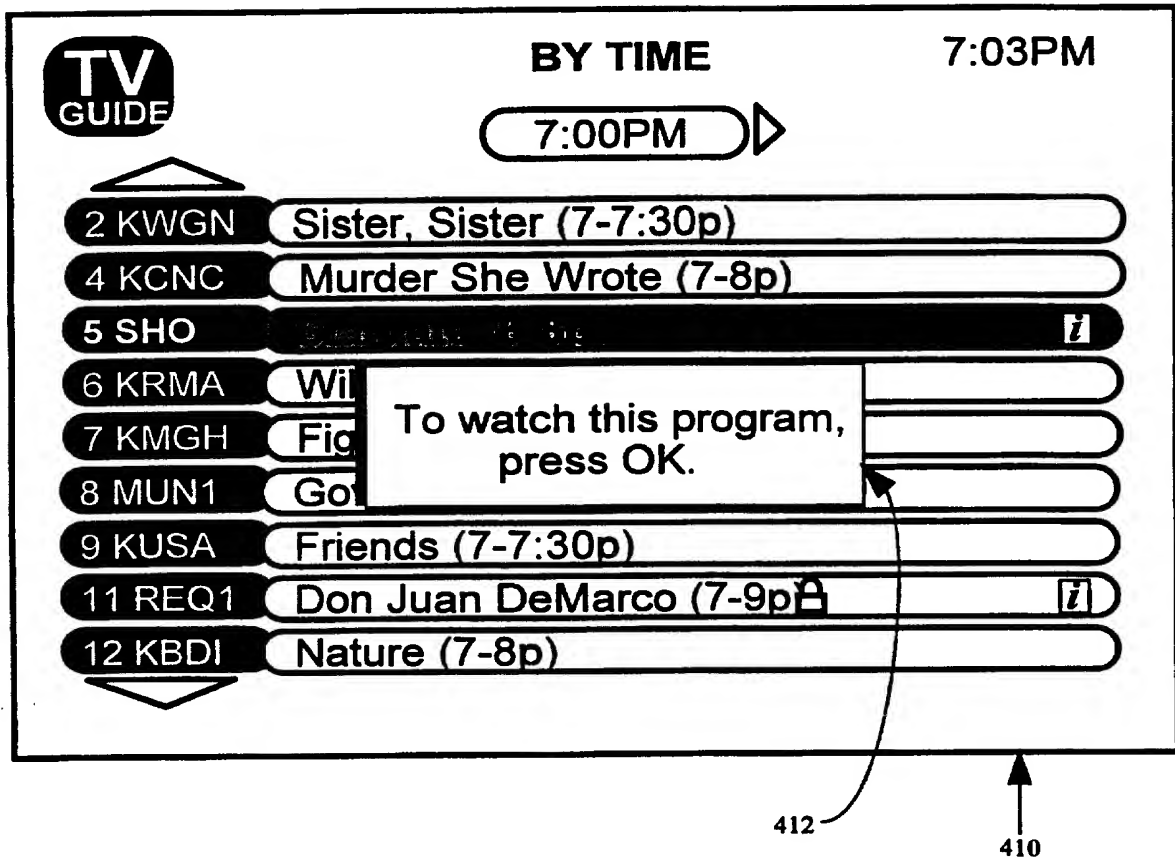 TV
GUIDE
BY TIME
7:03PM
7:00PM
2 KWGN Sister, Sister (7-7:30p)
4 KCNC Murder She Wrote (7-8p)
5 SHO i
6 KRMA Wil
7 KMGH Fig
8 MUN1
To watch this program,
press OK.
9 KUSA Friends (7-7:30p)
11 REQ1 Don Juan DeMarco (7-9p i
12 KBDI Nature (7-8p)
412
410